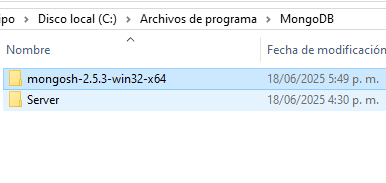 ipo > Disco local (C:) > Archivos de programa > MongoDB
Nombre Fecha de modificación
mongosh-2.5.3-win32-x64 18/06/2025 5:49 p. m.
Server 18/06/2025 4:30 p. m.